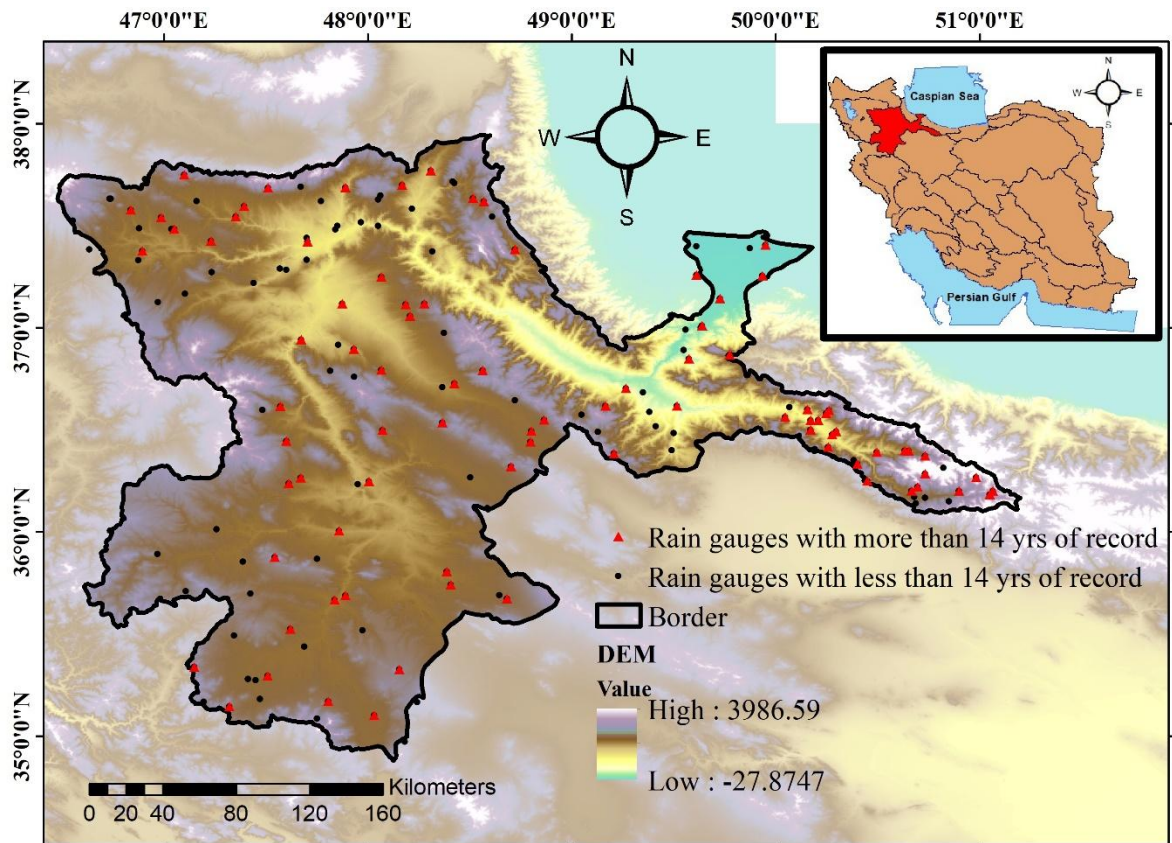 47°0'0"E 48°0'0"E 49°0'0"E 50°0'0"E 51°0'0"E
38°0'0"N
37°0'0"N
36°0'0"N
35°0'0"N
N
W E
S
N
W E
S
Caspian Sea
Persian Gulf
Rain gauges with more than 14 yrs of record
Rain gauges with less than 14 yrs of record
Border
DEM
Value
High : 3986.59
Low : -27.8747
Kilometers
0 20 40 80 120 160